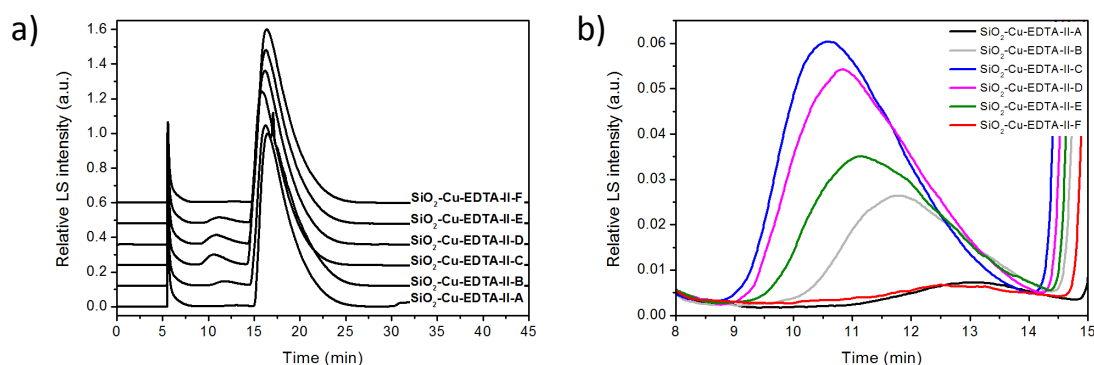 a)
Relative LS intensity (a.u.)
1.6
1.4
1.2
1.0
0.8
0.6
0.4
0.2
0.0
SiO₂-Cu-EDTA-II-F
SiO₂-Cu-EDTA-II-E
SiO₂-Cu-EDTA-II-D
SiO₂-Cu-EDTA-II-C
SiO₂-Cu-EDTA-II-B
SiO₂-Cu-EDTA-II-A
0 5 10 15 20 25 30 35 40 45
Time (min)
b)
Relative LS intensity (a.u.)
0.06
0.05
0.04
0.03
0.02
0.01
0.00
SiO₂-Cu-EDTA-II-A
SiO₂-Cu-EDTA-II-B
SiO₂-Cu-EDTA-II-C
SiO₂-Cu-EDTA-II-D
SiO₂-Cu-EDTA-II-E
SiO₂-Cu-EDTA-II-F
8 9 10 11 12 13 14 15
Time (min)